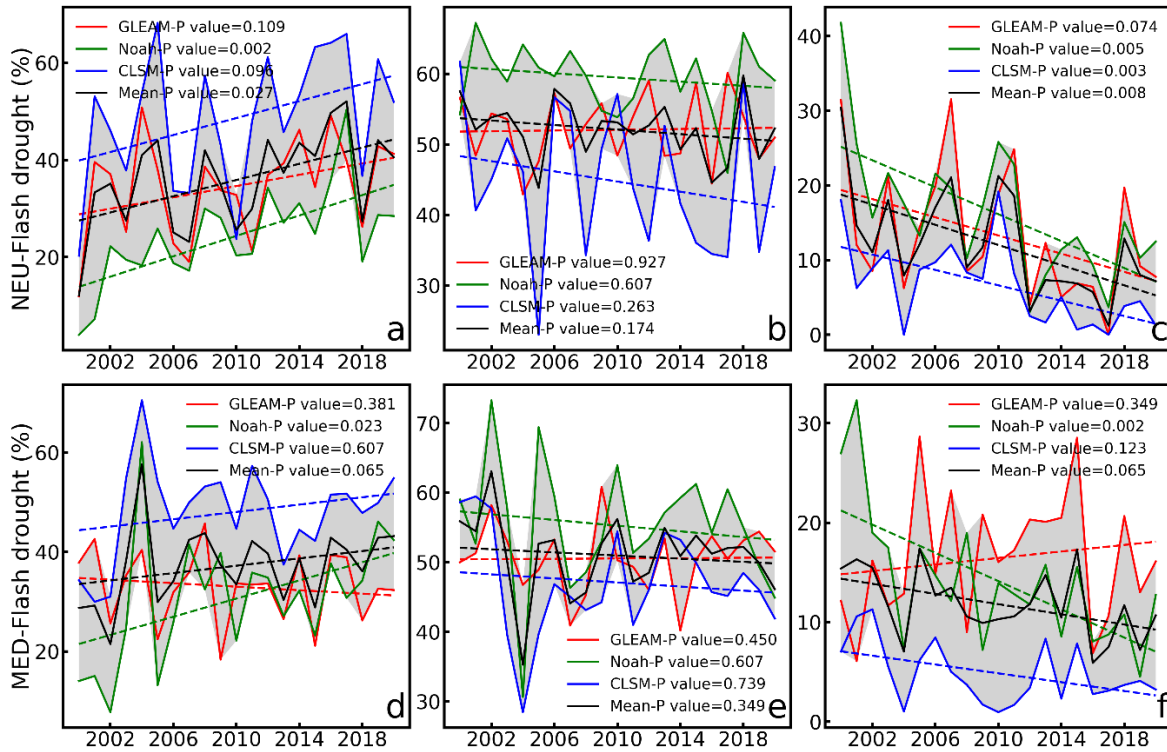 NEU-Flash drought (%)
60
40
20
GLEAM-P value=0.109
Noah-P value=0.002
CLSM-P value=0.096
Mean-P value=0.027
a
2002 2006 2010 2014 2018
60
50
40
30
GLEAM-P value=0.927
Noah-P value=0.607
CLSM-P value=0.263
Mean-P value=0.174
b
2002 2006 2010 2014 2018
40
30
20
10
0
GLEAM-P value=0.074
Noah-P value=0.005
CLSM-P value=0.003
Mean-P value=0.008
c
2002 2006 2010 2014 2018
MED-Flash drought (%)
60
40
20
GLEAM-P value=0.381
Noah-P value=0.023
CLSM-P value=0.607
Mean-P value=0.065
d
2002 2006 2010 2014 2018
70
60
50
40
30
GLEAM-P value=0.450
Noah-P value=0.607
CLSM-P value=0.739
Mean-P value=0.349
e
2002 2006 2010 2014 2018
30
20
10
0
GLEAM-P value=0.349
Noah-P value=0.002
CLSM-P value=0.123
Mean-P value=0.065
f
2002 2006 2010 2014 2018